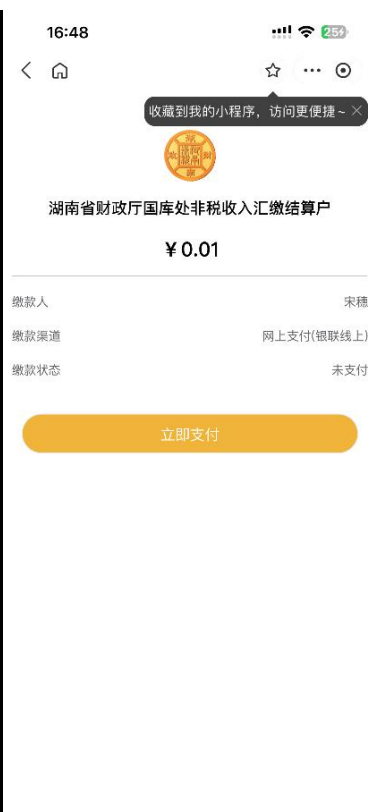 16:48
25
收藏到我的小程序，访问更便捷~
湖南省财政厅国库处非税收入汇缴结算户
¥0.01
缴款人 宋穗
缴款渠道 网上支付(银联线上)
缴款状态 未支付
立即支付